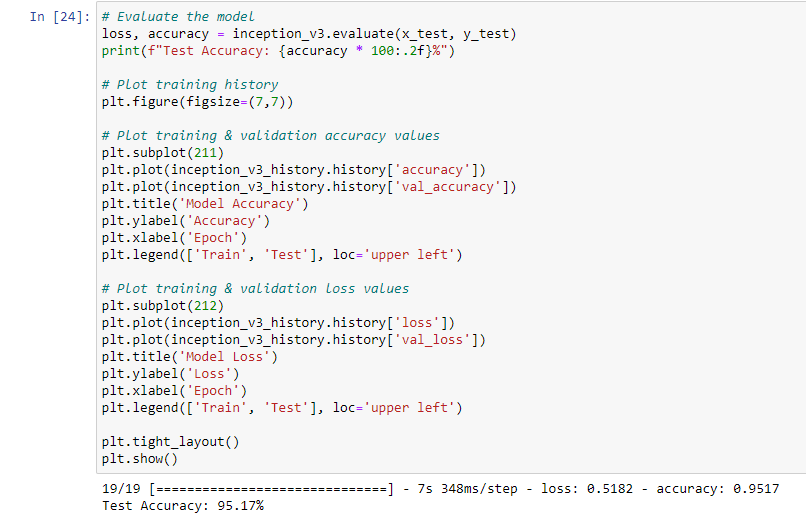 In [24]: # Evaluate the model
loss, accuracy = inception_v3.evaluate(x_test, y_test)
print(f"Test Accuracy: {accuracy * 100:.2f}%")
# Plot training history
plt.figure(figsize=(7,7))
# Plot training & validation accuracy values
plt.subplot(211)
plt.plot(inception_v3_history.history['accuracy'])
plt.plot(inception_v3_history.history['val_accuracy'])
plt.title('Model Accuracy')
plt.ylabel('Accuracy')
plt.xlabel('Epoch')
plt.legend(['Train', 'Test'], loc='upper left')
# Plot training & validation loss values
plt.subplot(212)
plt.plot(inception_v3_history.history['loss'])
plt.plot(inception_v3_history.history['val_loss'])
plt.title('Model Loss')
plt.ylabel('Loss')
plt.xlabel('Epoch')
plt.legend(['Train', 'Test'], loc='upper left')
plt.tight_layout()
plt.show()
19/19 [==============================] - 7s 348ms/step - loss: 0.5182 - accuracy: 0.9517
Test Accuracy: 95.17%